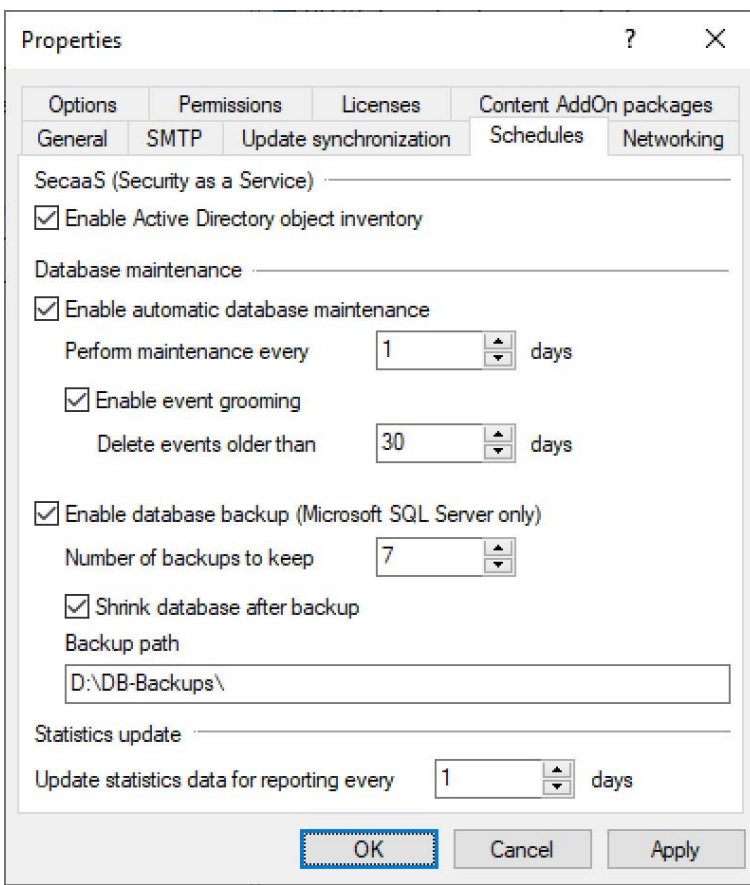 Properties
?
Options Permissions Licenses Content AddOn packages
General SMTP Update synchronization Schedules Networking
SecaaS (Security as a Service)
Enable Active Directory object inventory
Database maintenance
Enable automatic database maintenance
Perform maintenance every 1 days
Enable event grooming
Delete events older than 30 days
Enable database backup (Microsoft SQL Server only)
Number of backups to keep 7
Shrink database after backup
Backup path
D:\DB-Backups\
Statistics update
Update statistics data for reporting every 1 days
OK Cancel Apply